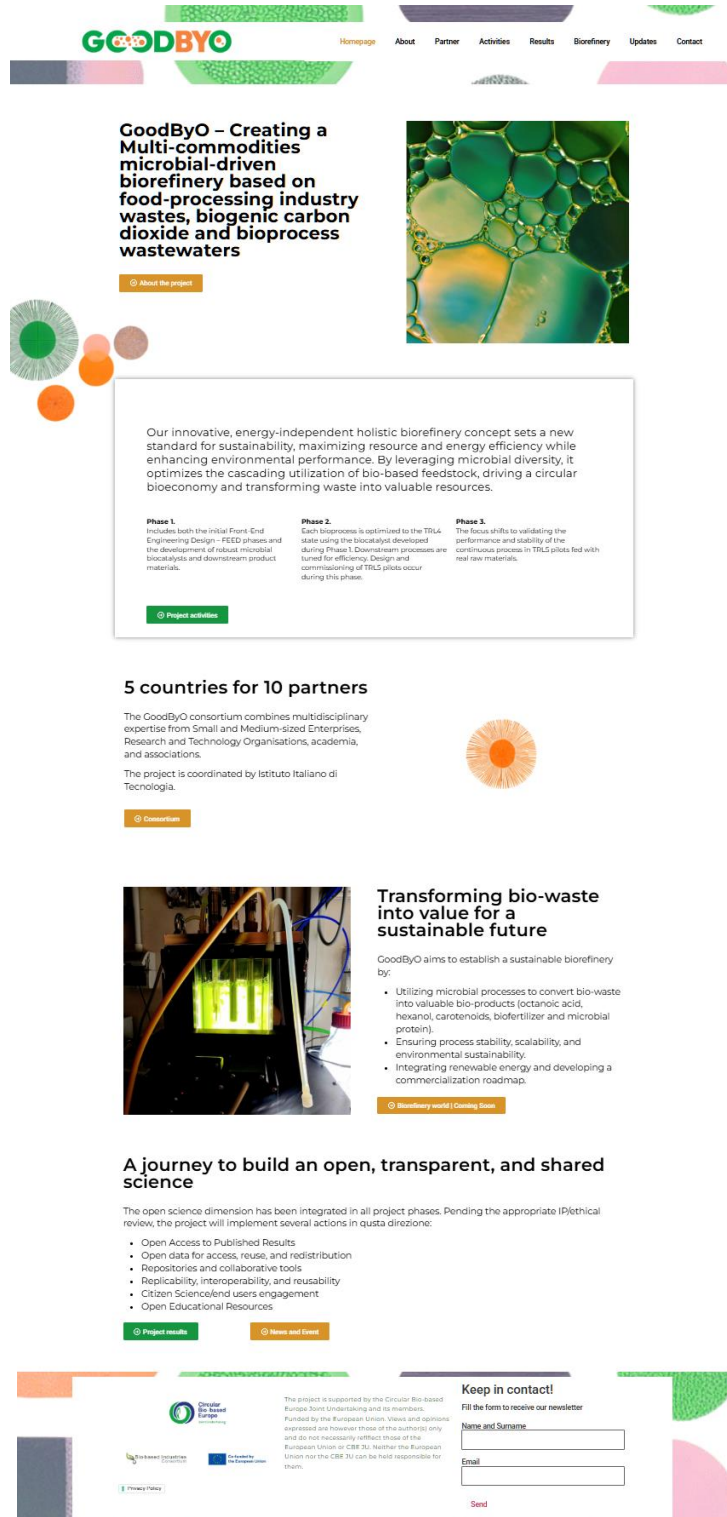 GOODBYO
Homepage About Partner Activities Results Biorefinery Updates Contact
GoodByO – Creating a
Multi-commodities
microbial-driven
biorefinery based on
food-processing industry
wastes, biogenic carbon
dioxide and bioprocess
wastewaters
About the project
Our innovative, energy-independent holistic biorefinery concept sets a new
standard for sustainability, maximizing resource and energy efficiency while
enhancing environmental performance. By leveraging microbial diversity, it
optimizes the cascading utilization of bio-based feedstock, driving a circular
bioeconomy and transforming waste into valuable resources.
Phase 1.
Includes both the initial Front-End
Engineering Design – FEED phases and
the development of robust microbial
biocatalysts and downstream product
materials.
Phase 2.
Each bioprocess is optimized to the TRL4
state using the biocatalyst developed
during Phase 1. Downstream processes are
tuned for efficiency. Design and
commissioning of TRL5 pilots occur
during this phase.
Phase 3.
The focus shifts to validating the
performance and stability of the
continuous process in TRL5 pilots fed with
real raw materials.
Project activities
5 countries for 10 partners
The GoodByO consortium combines multidisciplinary
expertise from Small and Medium-sized Enterprises,
Research and Technology Organisations, academia,
and associations.
The project is coordinated by Istituto Italiano di
Tecnologia.
Consortium
Transforming bio-waste
into value for a
sustainable future
GoodByO aims to establish a sustainable biorefinery
by:
• Utilizing microbial processes to convert bio-waste
into valuable bio-products (octanoic acid,
hexanol, carotenoids, biofertilizer and microbial
protein).
• Ensuring process stability, scalability, and
environmental sustainability.
• Integrating renewable energy and developing a
commercialization roadmap.
Biorefinery world | Coming Soon
A journey to build an open, transparent, and shared
science
The open science dimension has been integrated in all project phases. Pending the appropriate IP/ethical
review, the project will implement several actions in qusta direzione:
• Open Access to Published Results
• Open data for access, reuse, and redistribution
• Repositories and collaborative tools
• Replicability, interoperability, and reusability
• Citizen Science/end users engagement
• Open Educational Resources
Project results
News and Event
Circular
Bio-based
Europe
Biobased Industries
Consortium
Co-funded by
the European Union
Privacy Policy
The project is supported by the Circular Bio-based
Europe Joint Undertaking and its members.
Funded by the European Union. Views and opinions
expressed are however those of the author(s) only
and do not necessarily refflect those of the
European Union or CBE JU. Neither the European
Union nor the CBE JU can be held responsible for
them.
Keep in contact!
Fill the form to receive our newsletter
Name and Surname
Email
Send